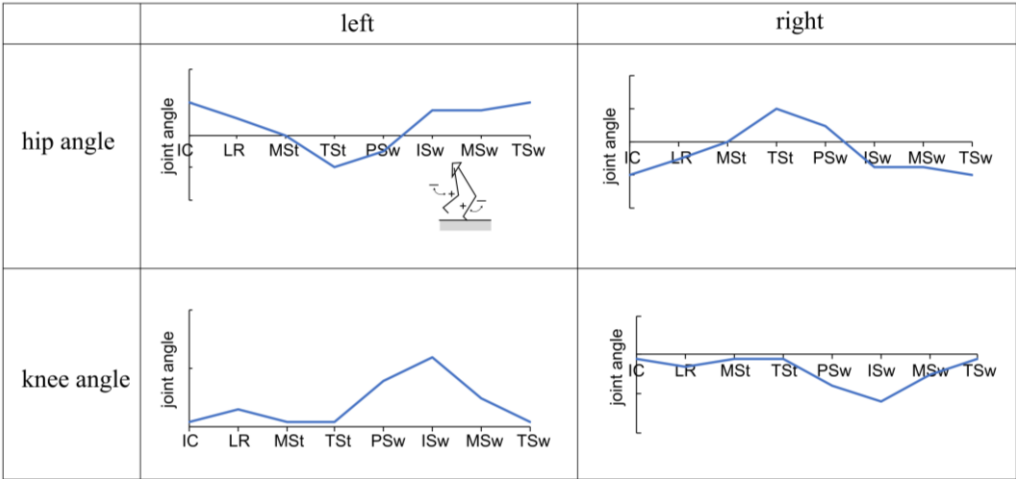 left
right
hip angle
joint angle
IC LR MSt TSt PSw ISw MSw TSw
− + + −
joint angle
IC LR MSt TSt PSw ISw MSw TSw
knee angle
joint angle
IC LR MSt TSt PSw ISw MSw TSw
joint angle
IC LR MSt TSt PSw ISw MSw TSw